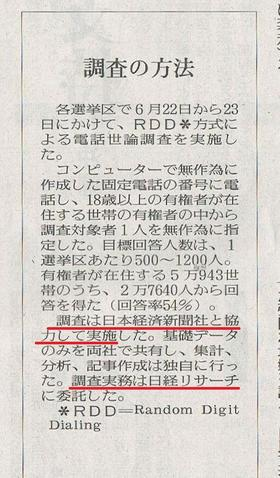 調査の方法
各選挙区で6月22日から23
日にかけて、RDD*方式に
よる電話世論調査を実施し
た。
コンピューターで無作為に
作成した固定電話の番号に電
話し、18歳以上の有権者が在
住する世帯の有権者の中から
調査対象者1人を無作為に指
定した。目標回答人数は、1
選挙区あたり500〜1200人。
有権者が在住する5万943世
帯のうち、2万7640人から回
答を得た(回答率54%)。
調査は日本経済新聞社と協
力して実施した。基礎データ
のみを両社で共有し、集計、
分析、記事作成は独自に行っ
た。調査実務は日経リサーチ
に委託した。
*RDD=Random Digit
Dialing